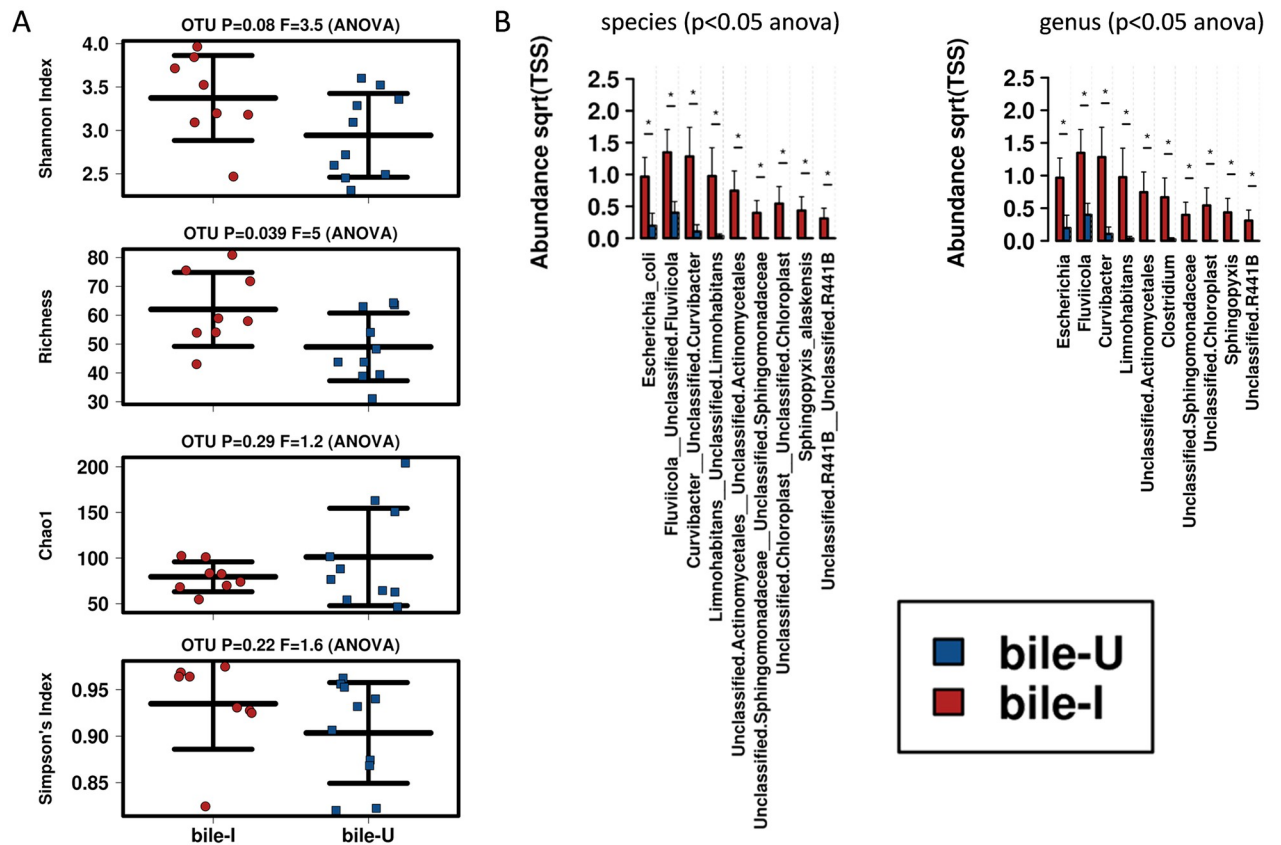 A
OTU P=0.08 F=3.5 (ANOVA)
Shannon Index
4.0
3.5
3.0
2.5
OTU P=0.039 F=5 (ANOVA)
Richness
80
70
60
50
40
30
OTU P=0.29 F=1.2 (ANOVA)
Chao1
200
150
100
50
OTU P=0.22 F=1.6 (ANOVA)
Simpson's Index
0.95
0.90
0.85
bile-I
bile-U
B
species (p<0.05 anova)
Abundance sqrt(TSS)
2.5
2.0
1.5
1.0
0.5
0.0
* * * * * * * * *
Escherichia_coli
Fluviicola__Unclassified.Fluviicola
Curvibacter__Unclassified.Curvibacter
Limnohabitans__Unclassified.Limnohabitans
Unclassified.Actinomycetales__Unclassified.Actinomycetales
Unclassified.Sphingomonadaceae__Unclassified.Sphingomonadaceae
Unclassified.Chloroplast__Unclassified.Chloroplast
Sphingopyxis_alaskensis
Unclassified.R441B__Unclassified.R441B
genus (p<0.05 anova)
Abundance sqrt(TSS)
2.5
2.0
1.5
1.0
0.5
0.0
* * * * * * * * * *
Escherichia
Fluviicola
Curvibacter
Limnohabitans
Unclassified.Actinomycetales
Clostridium
Unclassified.Sphingomonadaceae
Unclassified.Chloroplast
Sphingopyxis
Unclassified.R441B
bile-U
bile-I